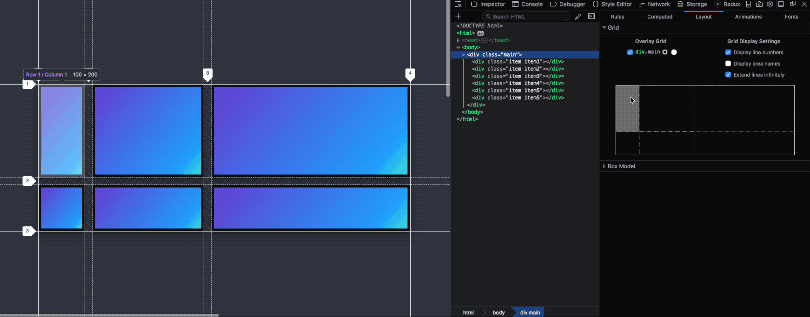 Inspector Console Debugger Style Editor Network Storage Redux
Search HTML
Rules Computed Layout Animations Fonts
<!DOCTYPE html>
<html>
<head></head>
<body>
<div class="main">
<div class="item item1"></div>
<div class="item item2"></div>
<div class="item item3"></div>
<div class="item item4"></div>
<div class="item item5"></div>
<div class="item item6"></div>
</div>
</body>
</html>
Grid
Overlay Grid Grid Display Settings
div.main Display line numbers
Display area names
Extend lines infinitely
Box Model
Row 1 / Column 1 100 × 200
3 4
1
2
3
html body div.main